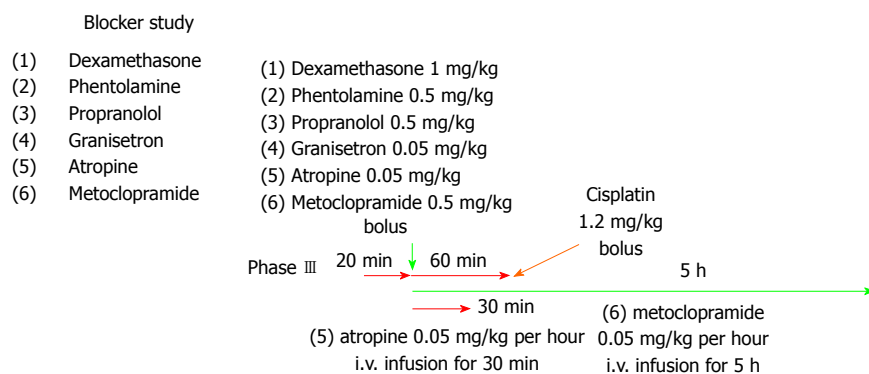 Blocker study
(1) Dexamethasone
(2) Phentolamine
(3) Propranolol
(4) Granisetron
(5) Atropine
(6) Metoclopramide
(1) Dexamethasone 1 mg/kg
(2) Phentolamine 0.5 mg/kg
(3) Propranolol 0.5 mg/kg
(4) Granisetron 0.05 mg/kg
(5) Atropine 0.05 mg/kg
(6) Metoclopramide 0.5 mg/kg
bolus
Cisplatin
1.2 mg/kg
bolus
Phase Ⅲ
20 min
60 min
5 h
30 min
(5) atropine 0.05 mg/kg per hour
i.v. infusion for 30 min
(6) metoclopramide
0.05 mg/kg per hour
i.v. infusion for 5 h